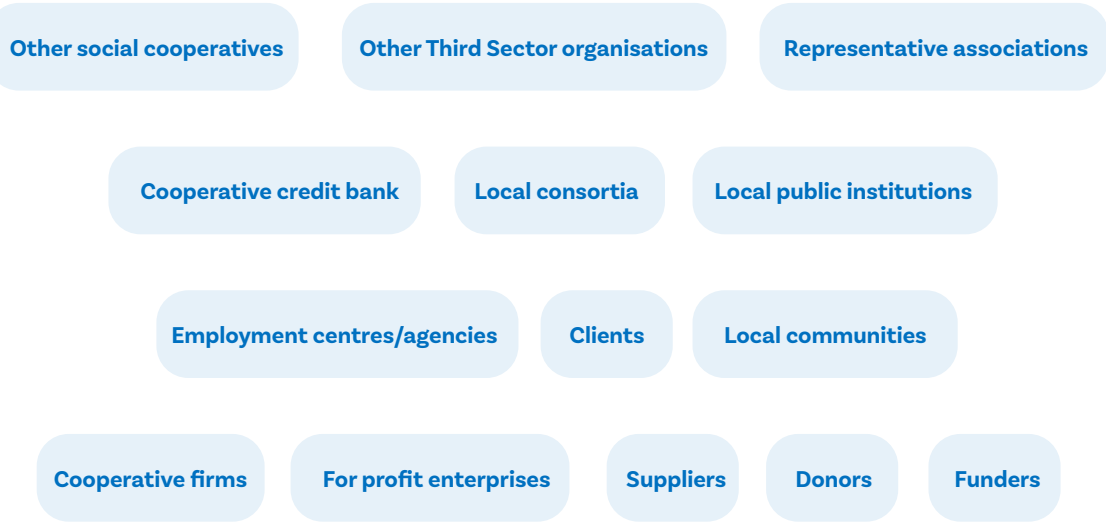 Other social cooperatives
Other Third Sector organisations
Representative associations
Cooperative credit bank
Local consortia
Local public institutions
Employment centres/agencies
Clients
Local communities
Cooperative firms
For profit enterprises
Suppliers
Donors
Funders